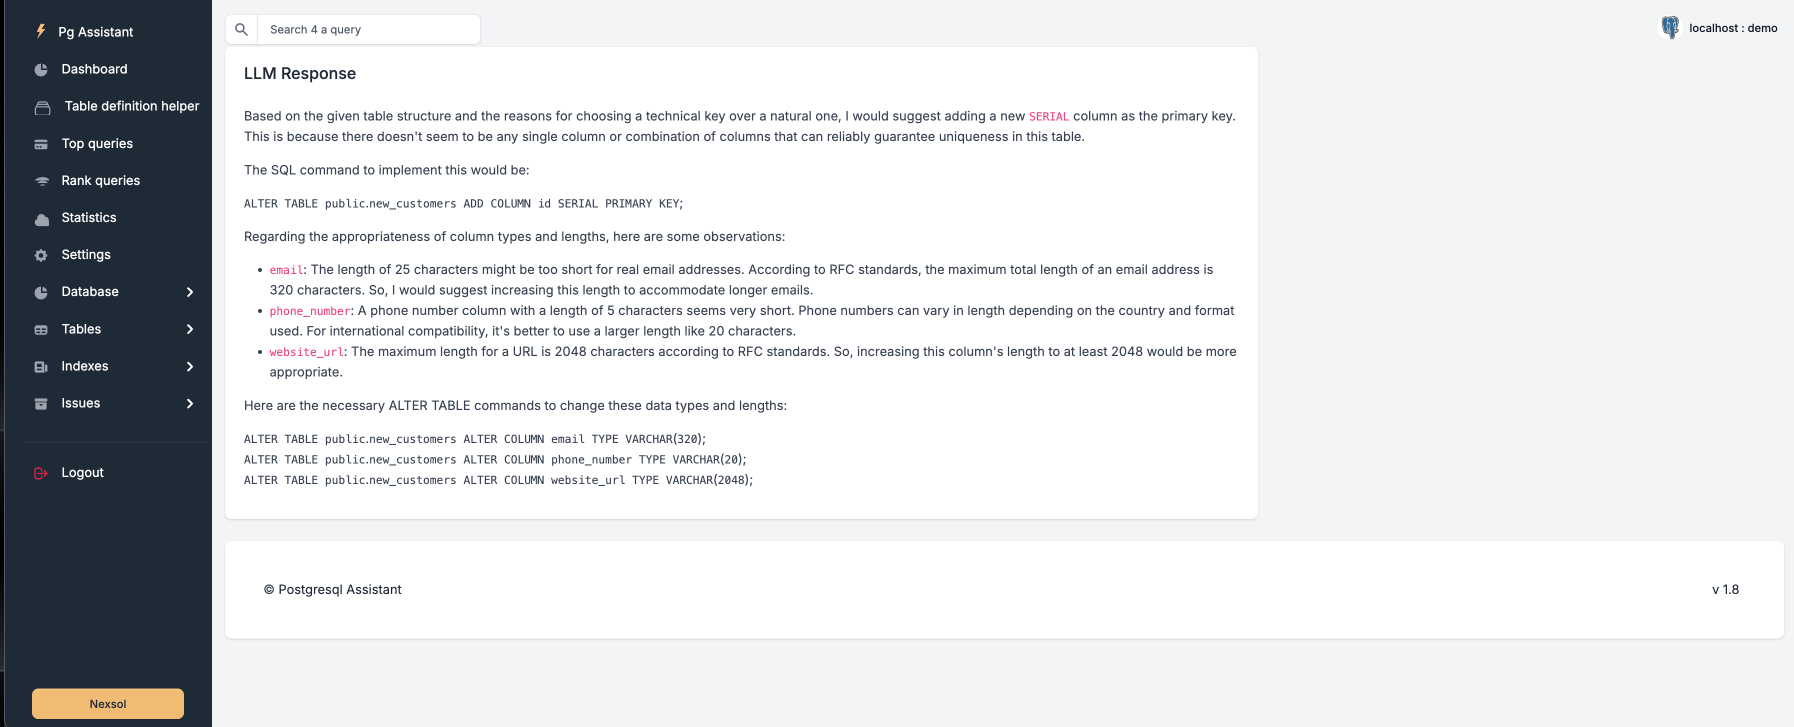 Pg Assistant
Dashboard
Table definition helper
Top queries
Rank queries
Statistics
Settings
Database
Tables
Indexes
Issues
Logout
Nexsol
Search 4 a query
localhost : demo
LLM Response
Based on the given table structure and the reasons for choosing a technical key over a natural one, I would suggest adding a new SERIAL column as the primary key.
This is because there doesn't seem to be any single column or combination of columns that can reliably guarantee uniqueness in this table.
The SQL command to implement this would be:
ALTER TABLE public.new_customers ADD COLUMN id SERIAL PRIMARY KEY;
Regarding the appropriateness of column types and lengths, here are some observations:
• email: The length of 25 characters might be too short for real email addresses. According to RFC standards, the maximum total length of an email address is
320 characters. So, I would suggest increasing this length to accommodate longer emails.
• phone_number: A phone number column with a length of 5 characters seems very short. Phone numbers can vary in length depending on the country and format
used. For international compatibility, it's better to use a larger length like 20 characters.
• website_url: The maximum length for a URL is 2048 characters according to RFC standards. So, increasing this column's length to at least 2048 would be more
appropriate.
Here are the necessary ALTER TABLE commands to change these data types and lengths:
ALTER TABLE public.new_customers ALTER COLUMN email TYPE VARCHAR(320);
ALTER TABLE public.new_customers ALTER COLUMN phone_number TYPE VARCHAR(20);
ALTER TABLE public.new_customers ALTER COLUMN website_url TYPE VARCHAR(2048);
© Postgresql Assistant
v 1.8